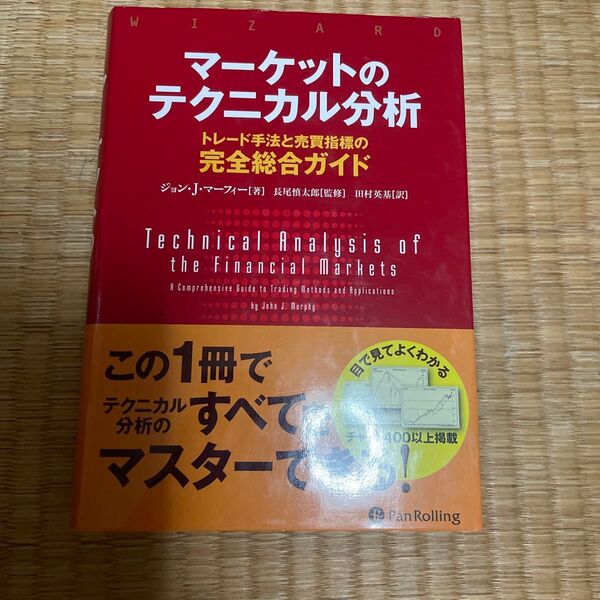 WIZARD
マーケットの
テクニカル分析
トレード手法と売買指標の
完全総合ガイド
ジョン・J・マーフィー[著] 長尾慎太郎[監修] 田村英基[訳]
Technical Analysis of
the Financial Markets
A Comprehensive Guide to Trading Methods and Applications
by John J. Murphy
この1冊で
テクニカル
分析の
すべてを
マスターできる!
目で見てよくわかる
チャート400以上掲載
PanRolling